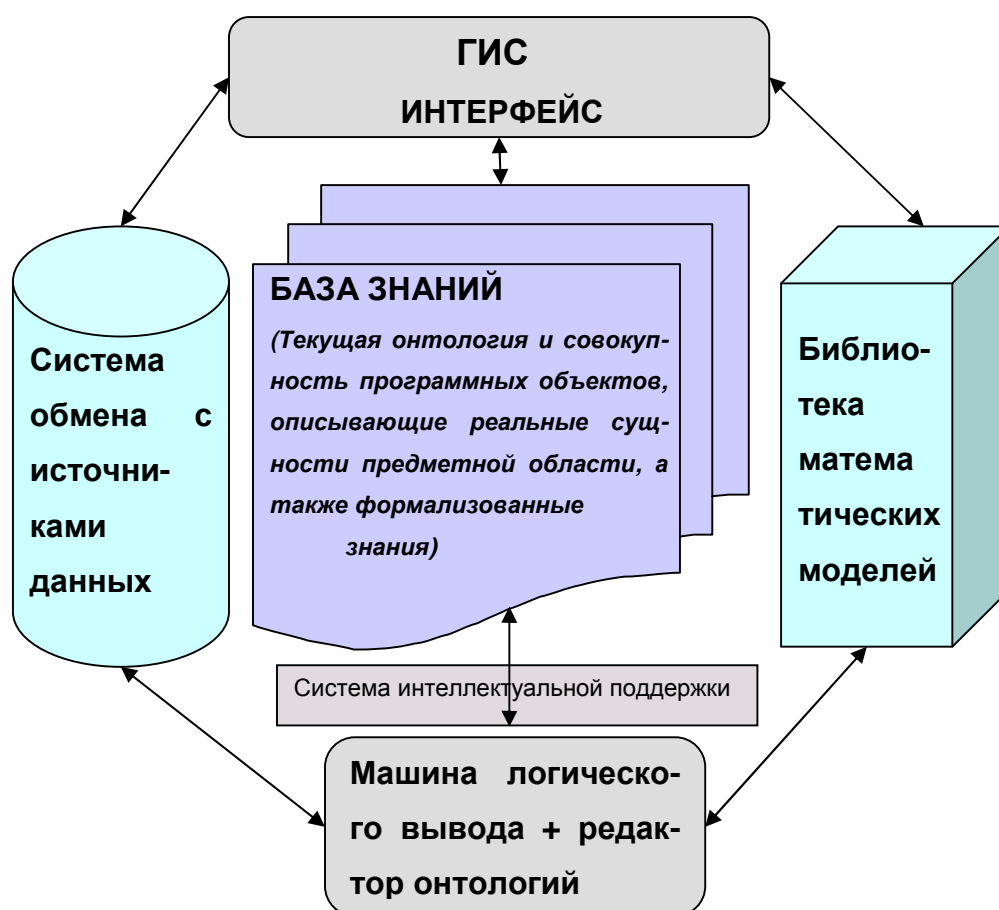 ГИС
ИНТЕРФЕЙС
БАЗА ЗНАНИЙ
(Текущая онтология и совокуп-
ность программных объектов,
описывающие реальные сущ-
ности предметной области, а
также формализованные
знания)
Система
обмена с
источни-
ками
данных
Библио-
тека
матема
тических
моделей
Система интеллектуальной поддержки
Машина логическо-
го вывода + редак-
тор онтологий